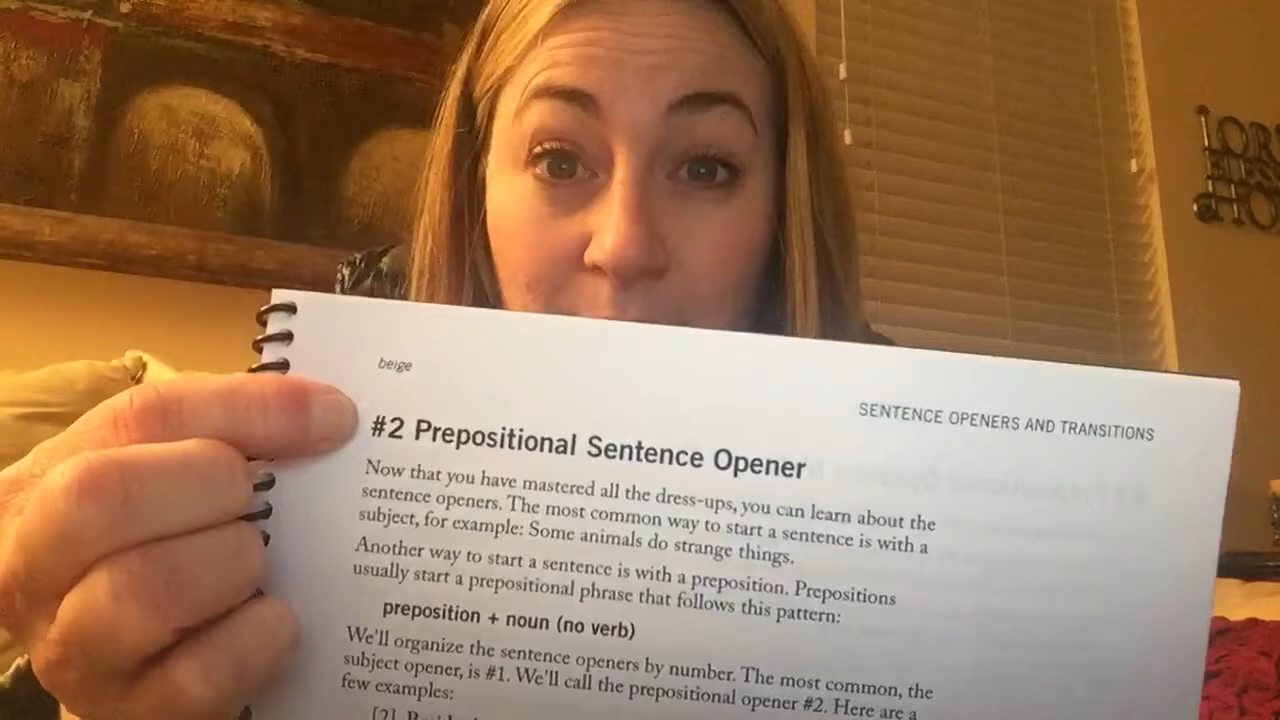 beige
SENTENCE OPENERS AND TRANSITIONS
#2 Prepositional Sentence Opener
Now that you have mastered all the dress-ups, you can learn about the
sentence openers. The most common way to start a sentence is with a
subject, for example: Some animals do strange things.
Another way to start a sentence is with a preposition. Prepositions
usually start a prepositional phrase that follows this pattern:
preposition + noun (no verb)
We'll organize the sentence openers by number. The most common, the
subject opener, is #1. We'll call the prepositional opener #2. Here are a
few examples:
[2]
LOR
BLESS
HO